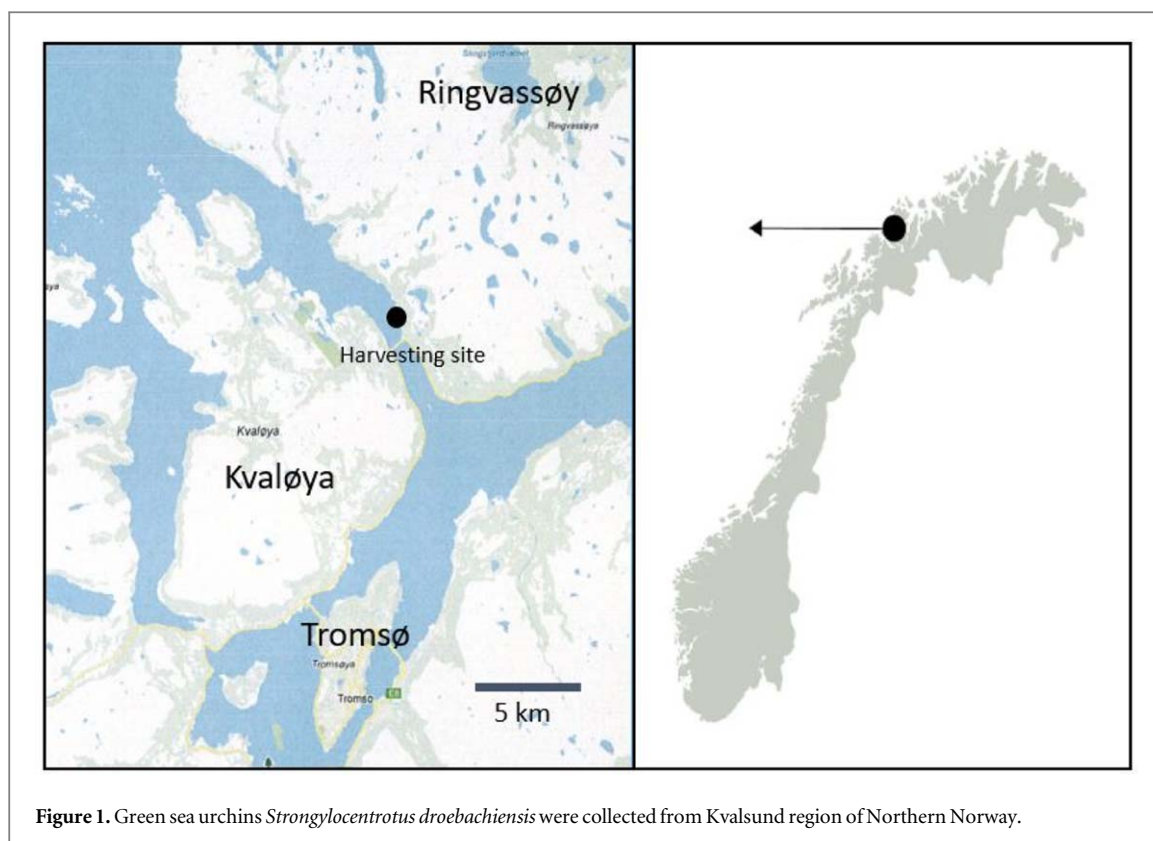 Ringvassøy
Ringvassøya
Harvesting site
Kvaløya
Kvaløya
Tromsø
Tromsøya
Tromsø
5 km
Figure 1. Green sea urchins Strongylocentrotus droebachiensis were collected from Kvalsund region of Northern Norway.